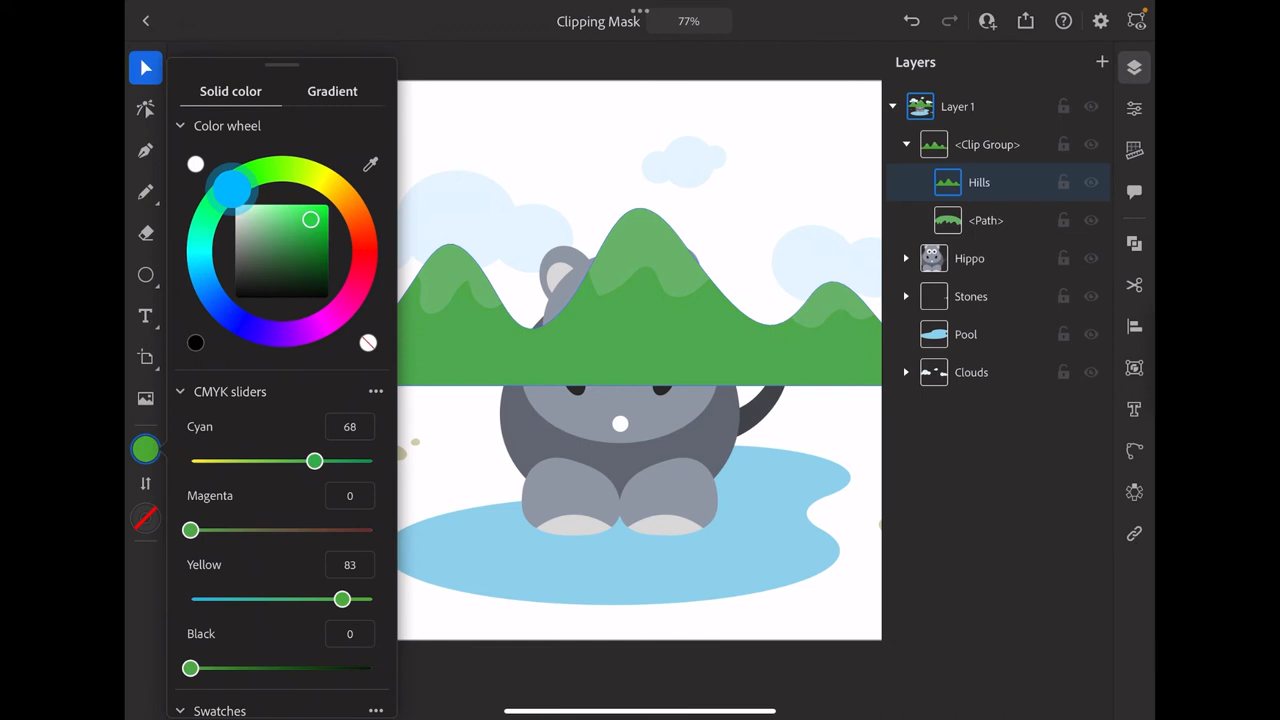 Clipping Mask
77%
Solid color
Gradient
Color wheel
CMYK sliders
Cyan
68
Magenta
0
Yellow
83
Black
0
Swatches
T
Layers
Layer 1
<Clip Group>
Hills
<Path>
Hippo
Stones
Pool
Clouds
T